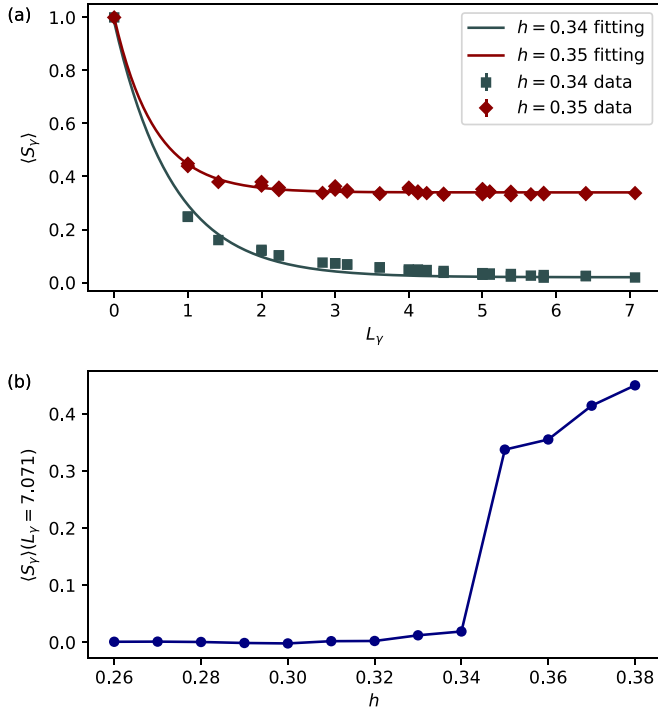 (a)
1.0
0.8
0.6
0.4
0.2
0.0
⟨Sγ⟩
h = 0.34 fitting
h = 0.35 fitting
h = 0.34 data
h = 0.35 data
0 1 2 3 4 5 6 7
Lγ
(b)
0.4
0.3
0.2
0.1
0.0
⟨Sγ⟩(Lγ = 7.071)
0.26 0.28 0.30 0.32 0.34 0.36 0.38
h